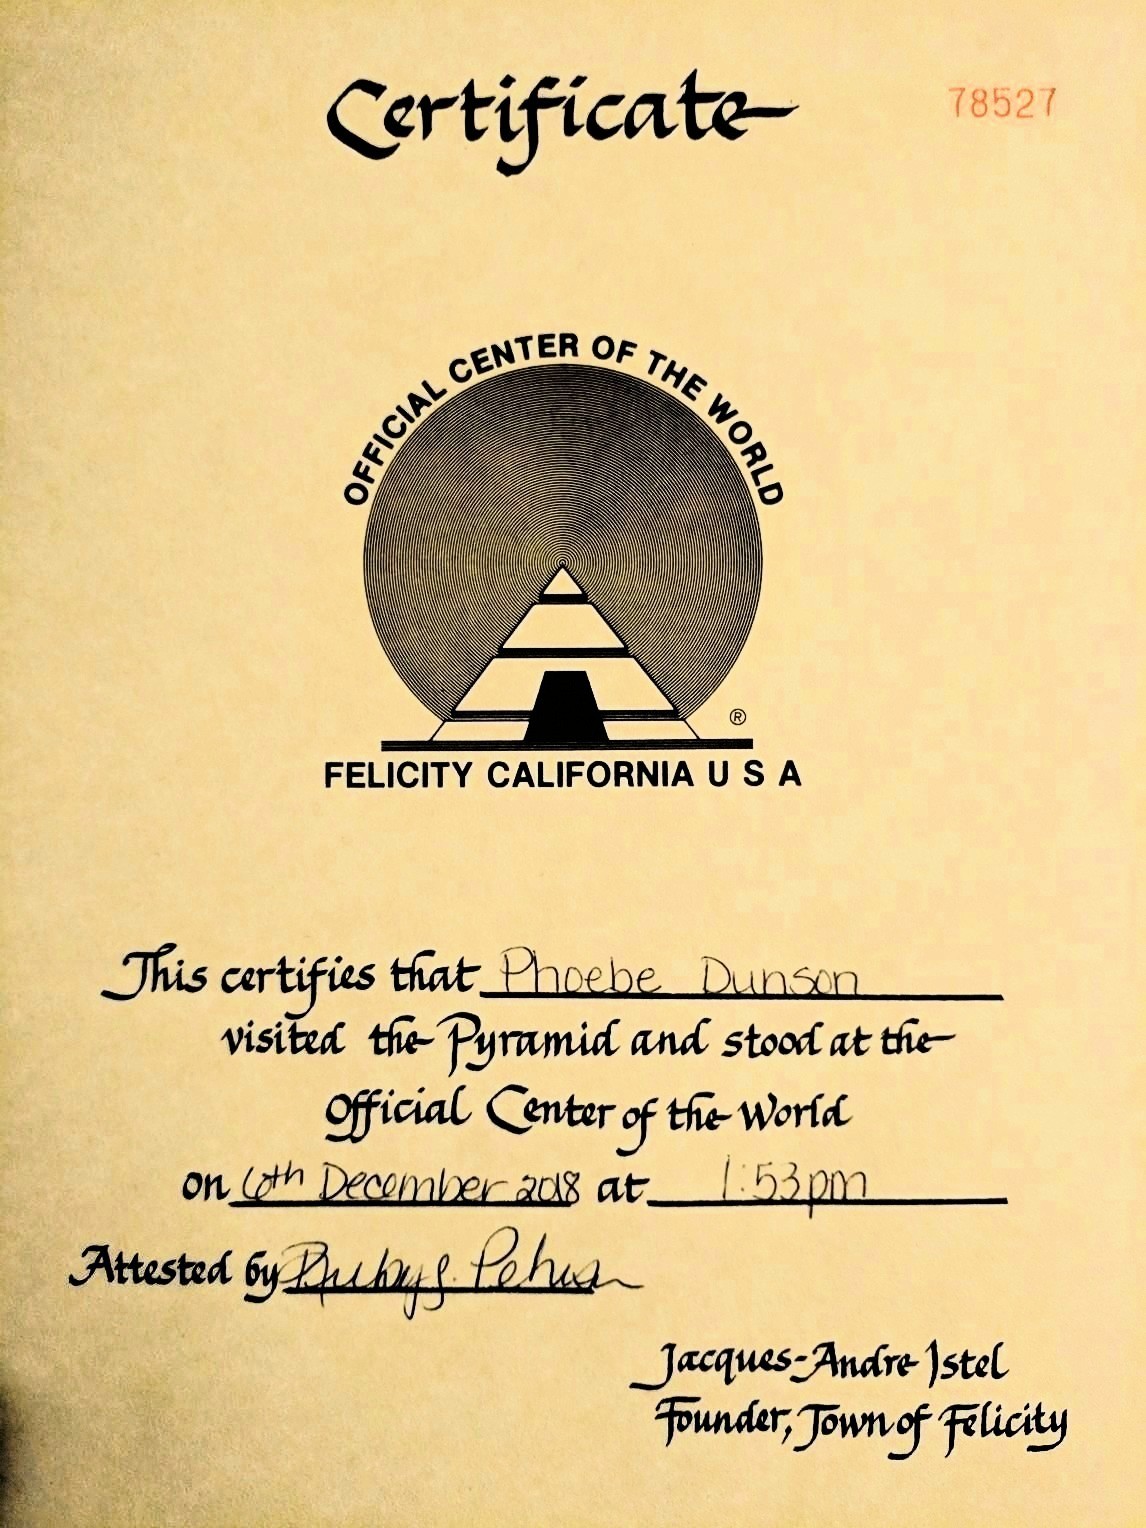 Certificate
78527
OFFICIAL CENTER OF THE WORLD
®
FELICITY CALIFORNIA U S A
This certifies that Phoebe Dunson
visited the Pyramid and stood at the
Official Center of the World
on 6th December 2018 at 1:53pm
Attested by Ruby J.
Jacques-Andre Istel
Founder, Town of Felicity